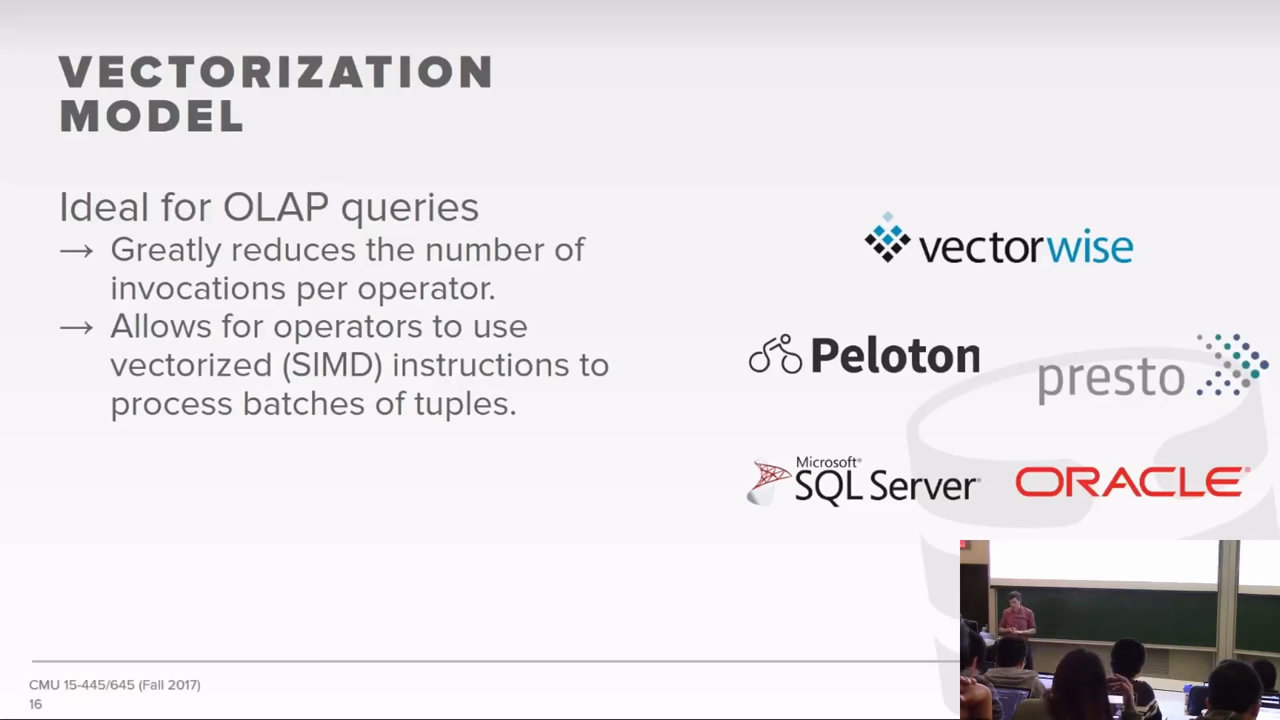 VECTORIZATION
MODEL
Ideal for OLAP queries
→ Greatly reduces the number of
invocations per operator.
→ Allows for operators to use
vectorized (SIMD) instructions to
process batches of tuples.
vectorwise
Peloton
presto
Microsoft®
SQL Server®
ORACLE®
CMU 15-445/645 (Fall 2017)
16